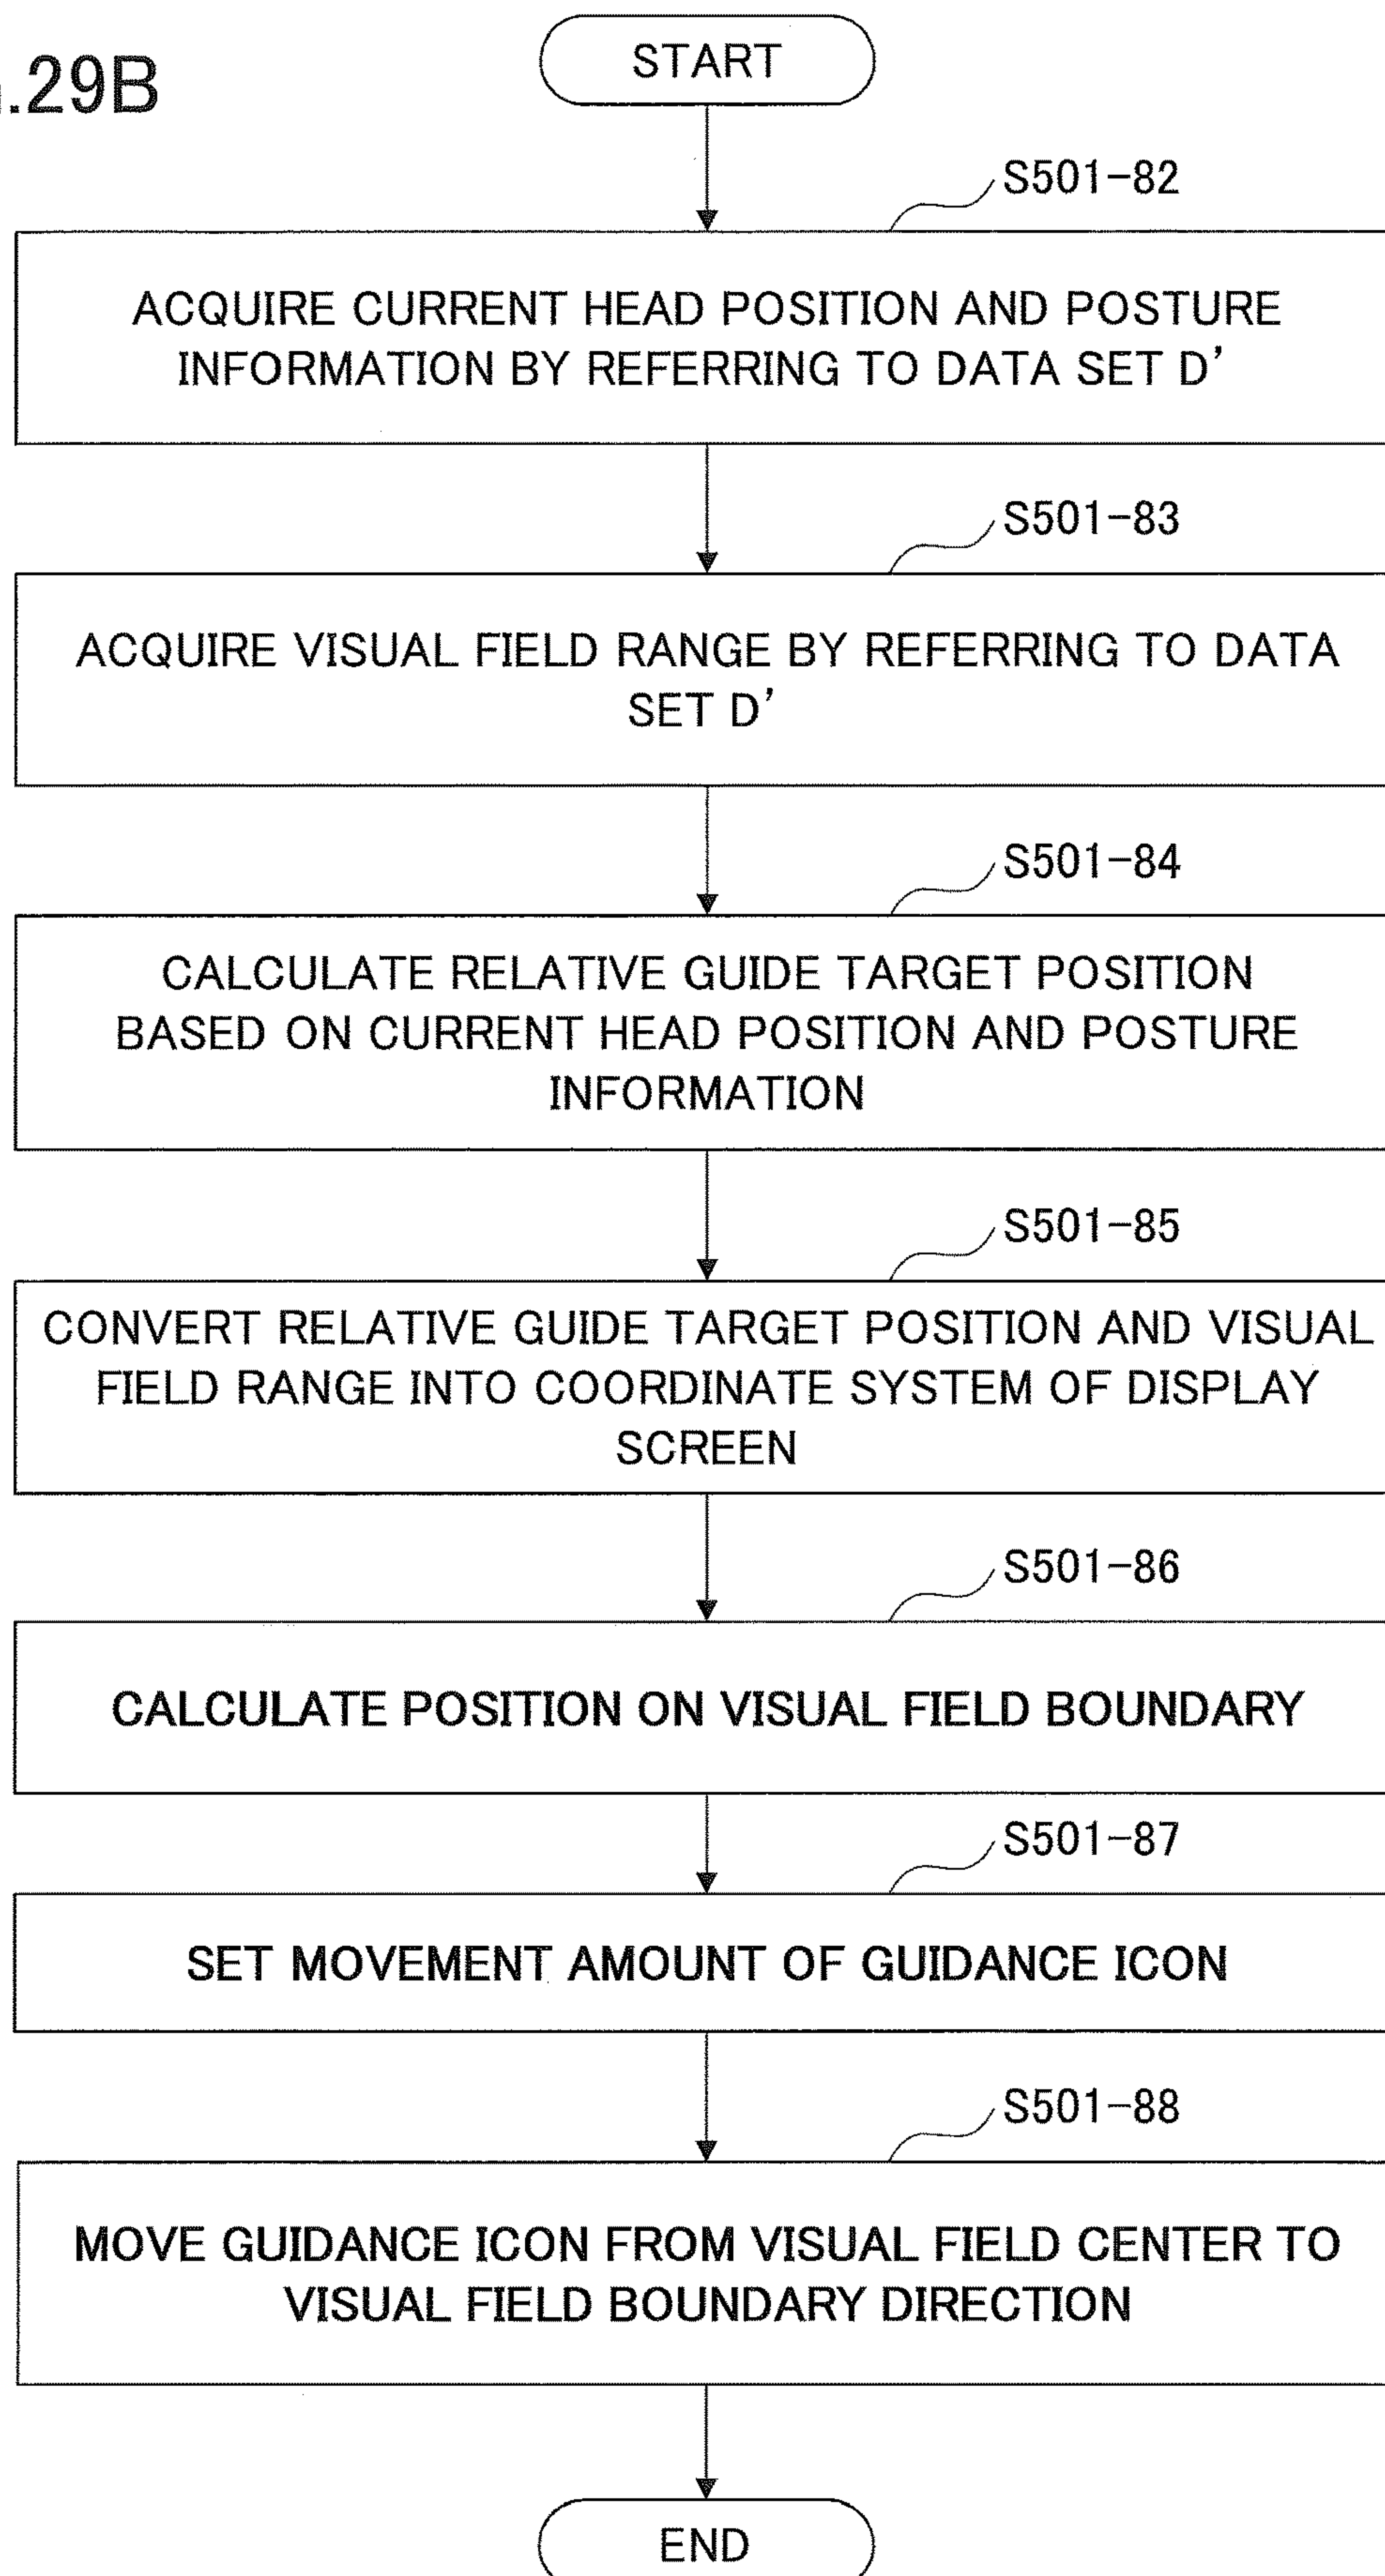 .29B
START
S501-82
ACQUIRE CURRENT HEAD POSITION AND POSTURE
INFORMATION BY REFERRING TO DATA SET D'
S501-83
ACQUIRE VISUAL FIELD RANGE BY REFERRING TO DATA
SET D'
S501-84
CALCULATE RELATIVE GUIDE TARGET POSITION
BASED ON CURRENT HEAD POSITION AND POSTURE
INFORMATION
S501-85
CONVERT RELATIVE GUIDE TARGET POSITION AND VISUAL
FIELD RANGE INTO COORDINATE SYSTEM OF DISPLAY
SCREEN
S501-86
CALCULATE POSITION ON VISUAL FIELD BOUNDARY
S501-87
SET MOVEMENT AMOUNT OF GUIDANCE ICON
S501-88
MOVE GUIDANCE ICON FROM VISUAL FIELD CENTER TO
VISUAL FIELD BOUNDARY DIRECTION
END